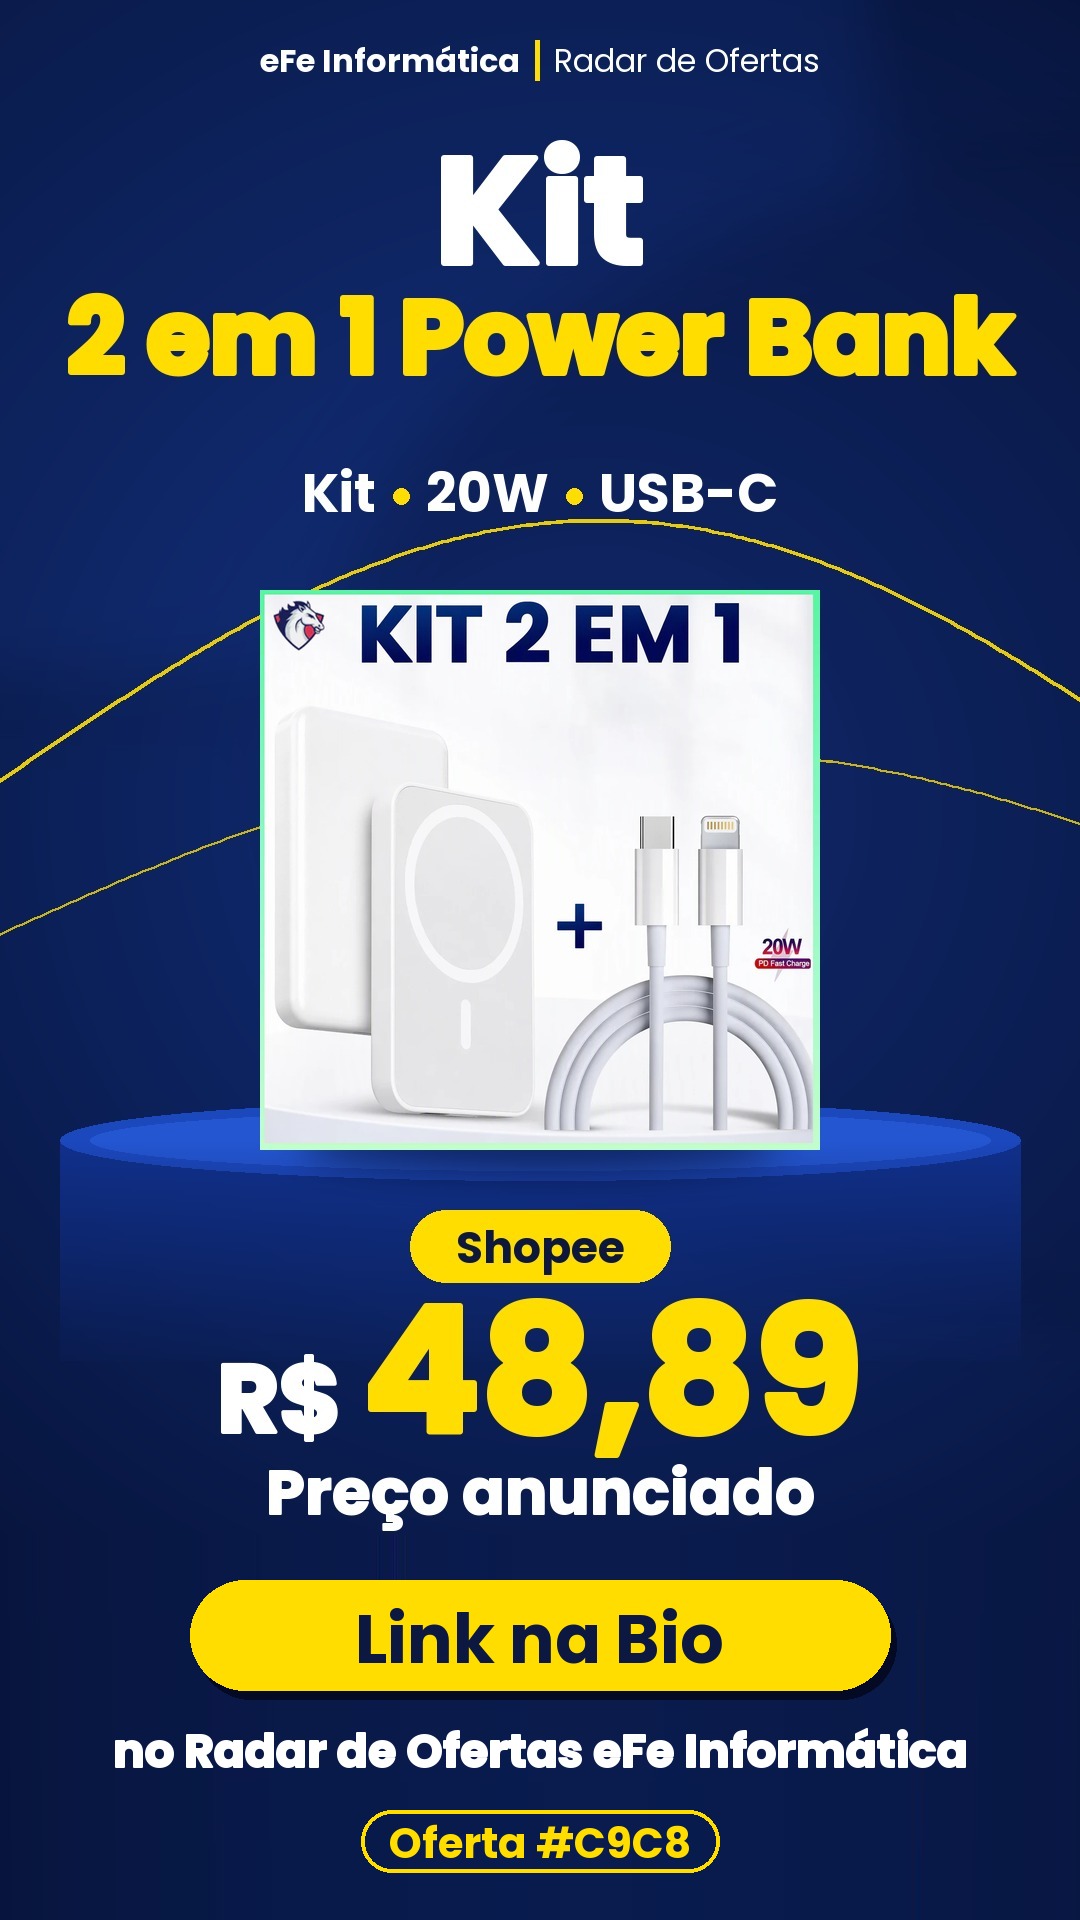 eFe Informática | Radar de Ofertas
Kit
2 em 1 Power Bank
Kit • 20W • USB-C
KIT 2 EM 1
+
20W
PD Fast Charge
Shopee
R$ 48,89
Preço anunciado
Link na Bio
no Radar de Ofertas eFe Informática
Oferta #C9C8